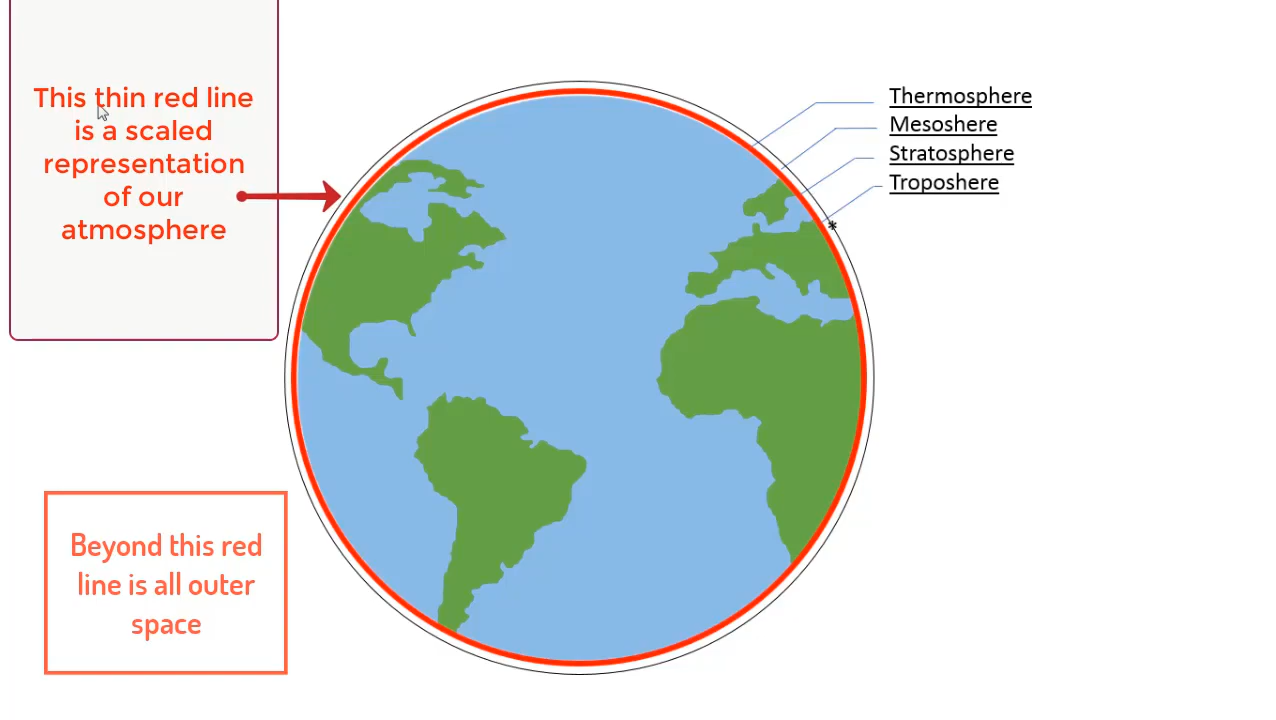 This thin red line
is a scaled
representation
of our
atmosphere
Thermosphere
Mesoshere
Stratosphere
Troposhere
*
Beyond this red
line is all outer
space